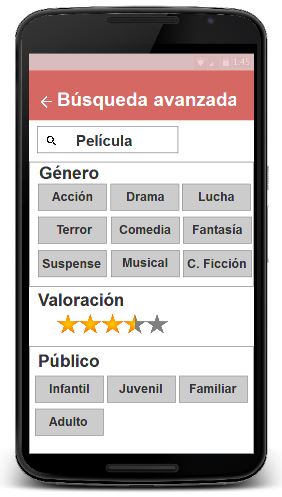 1:45
Búsqueda avanzada
Película
Género
Acción Drama Lucha
Terror Comedia Fantasía
Suspense Musical C. Ficción
Valoración
Público
Infantil Juvenil Familiar
Adulto